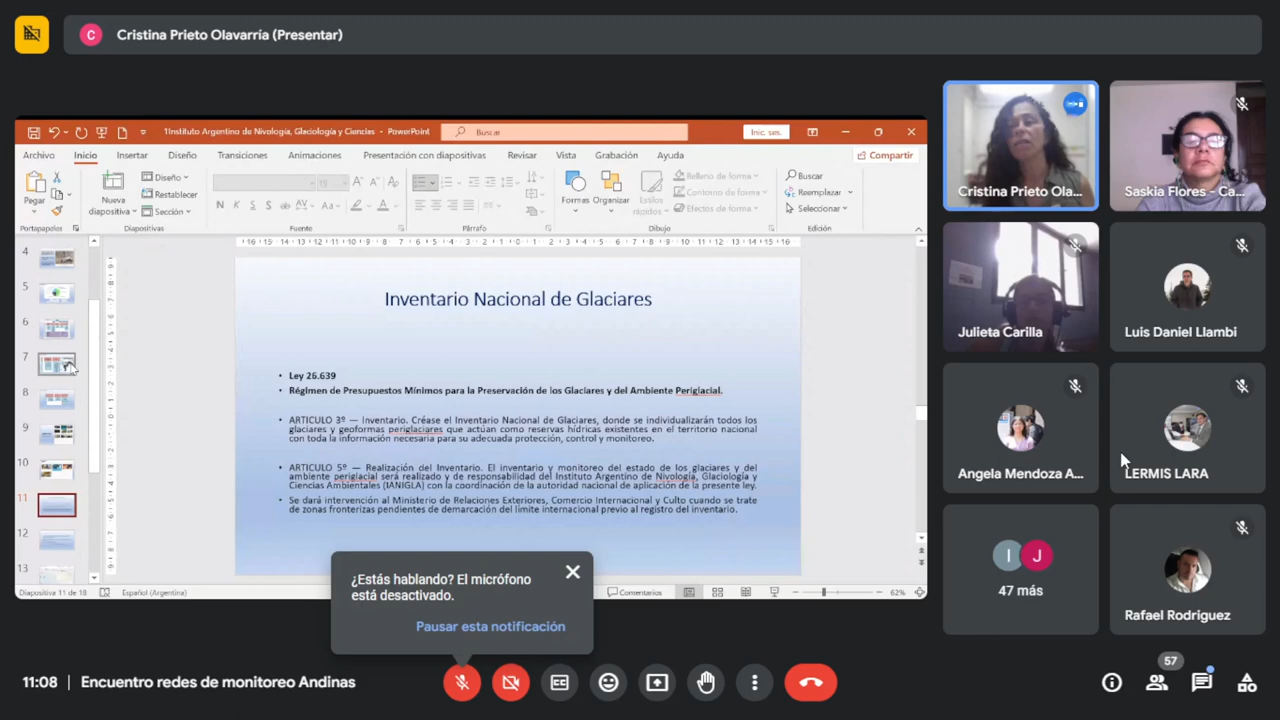 C
Cristina Prieto Olavarría (Presentar)
1Instituto Argentino de Nivología, Glaciología y Ciencias - PowerPoint
Buscar
Inic. ses.
Archivo Inicio Insertar Diseño Transiciones Animaciones Presentación con diapositivas Revisar Vista Grabación Ayuda Compartir
Pegar
Nueva diapositiva
Diseño
Restablecer
Sección
N K S S
Formas
Organizar
Estilos rápidos
Relleno de forma
Contorno de forma
Efectos de forma
Buscar
Reemplazar
Seleccionar
Portapapeles Diapositivas Fuente Párrafo Dibujo Edición
4
5
6
7
8
9
10
11
12
13
Inventario Nacional de Glaciares
• Ley 26.639
• Régimen de Presupuestos Mínimos para la Preservación de los Glaciares y del Ambiente Periglacial.
• ARTICULO 3º — Inventario. Créase el Inventario Nacional de Glaciares, donde se individualizarán todos los
glaciares y geoformas periglaciares que actúan como reservas hídricas existentes en el territorio nacional
con toda la información necesaria para su adecuada protección, control y monitoreo.
• ARTICULO 5º — Realización del Inventario. El inventario y monitoreo del estado de los glaciares y del
ambiente periglacial será realizado y de responsabilidad del Instituto Argentino de Nivología, Glaciología y
Ciencias Ambientales (IANIGLA) con la coordinación de la autoridad nacional de aplicación de la presente ley.
• Se dará intervención al Ministerio de Relaciones Exteriores, Comercio Internacional y Culto cuando se trate
de zonas fronterizas pendientes de demarcación del límite internacional previo al registro del inventario.
Diapositiva 11 de 18 Español (Argentina) Comentarios 62%
¿Estás hablando? El micrófono
está desactivado.
Pausar esta notificación
Cristina Prieto Ola...
Saskia Flores - Ca...
Julieta Carilla
Luis Daniel Llambi
Angela Mendoza A...
LERMIS LARA
I J
47 más
Rafael Rodriguez
11:08 | Encuentro redes de monitoreo Andinas
57